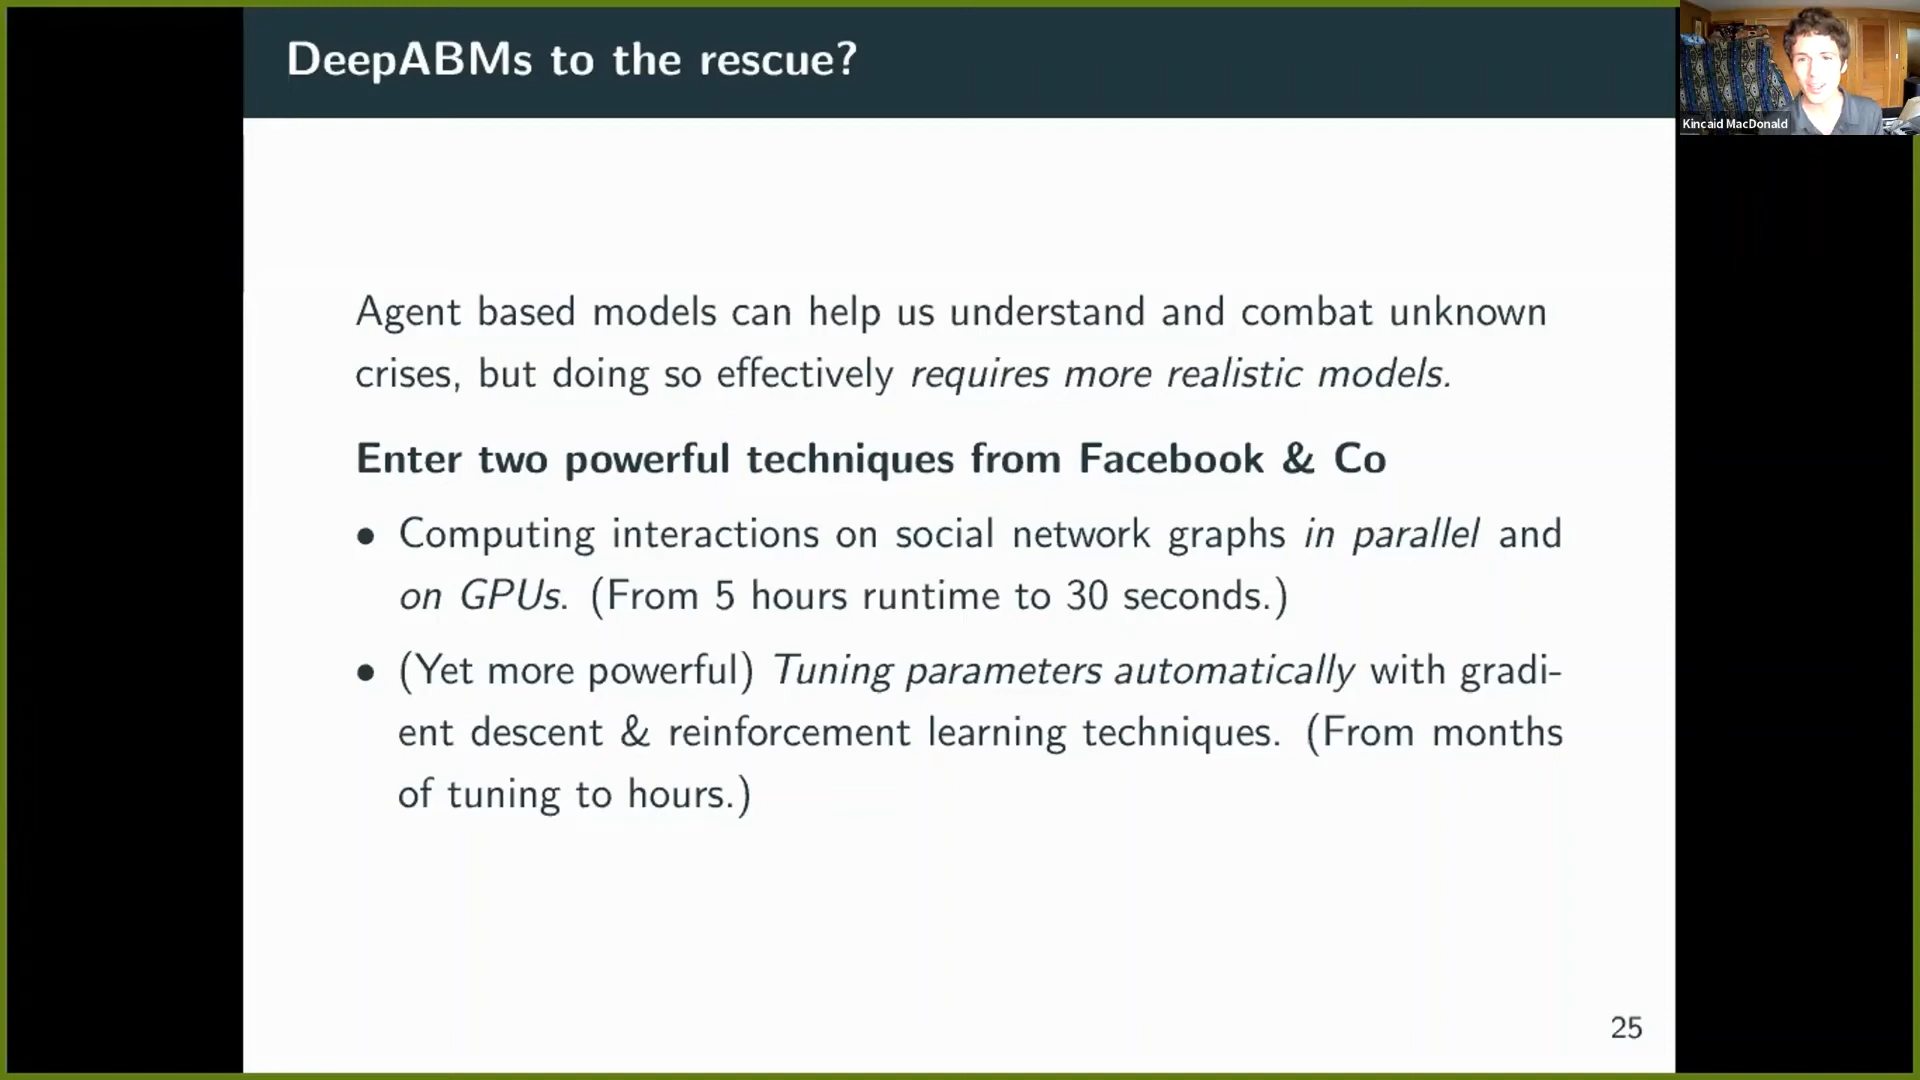 DeepABMs to the rescue?
Kincaid MacDonald
Agent based models can help us understand and combat unknown
crises, but doing so effectively requires more realistic models.
Enter two powerful techniques from Facebook & Co
• Computing interactions on social network graphs in parallel and
on GPUs. (From 5 hours runtime to 30 seconds.)
• (Yet more powerful) Tuning parameters automatically with gradi-
ent descent & reinforcement learning techniques. (From months
of tuning to hours.)
25